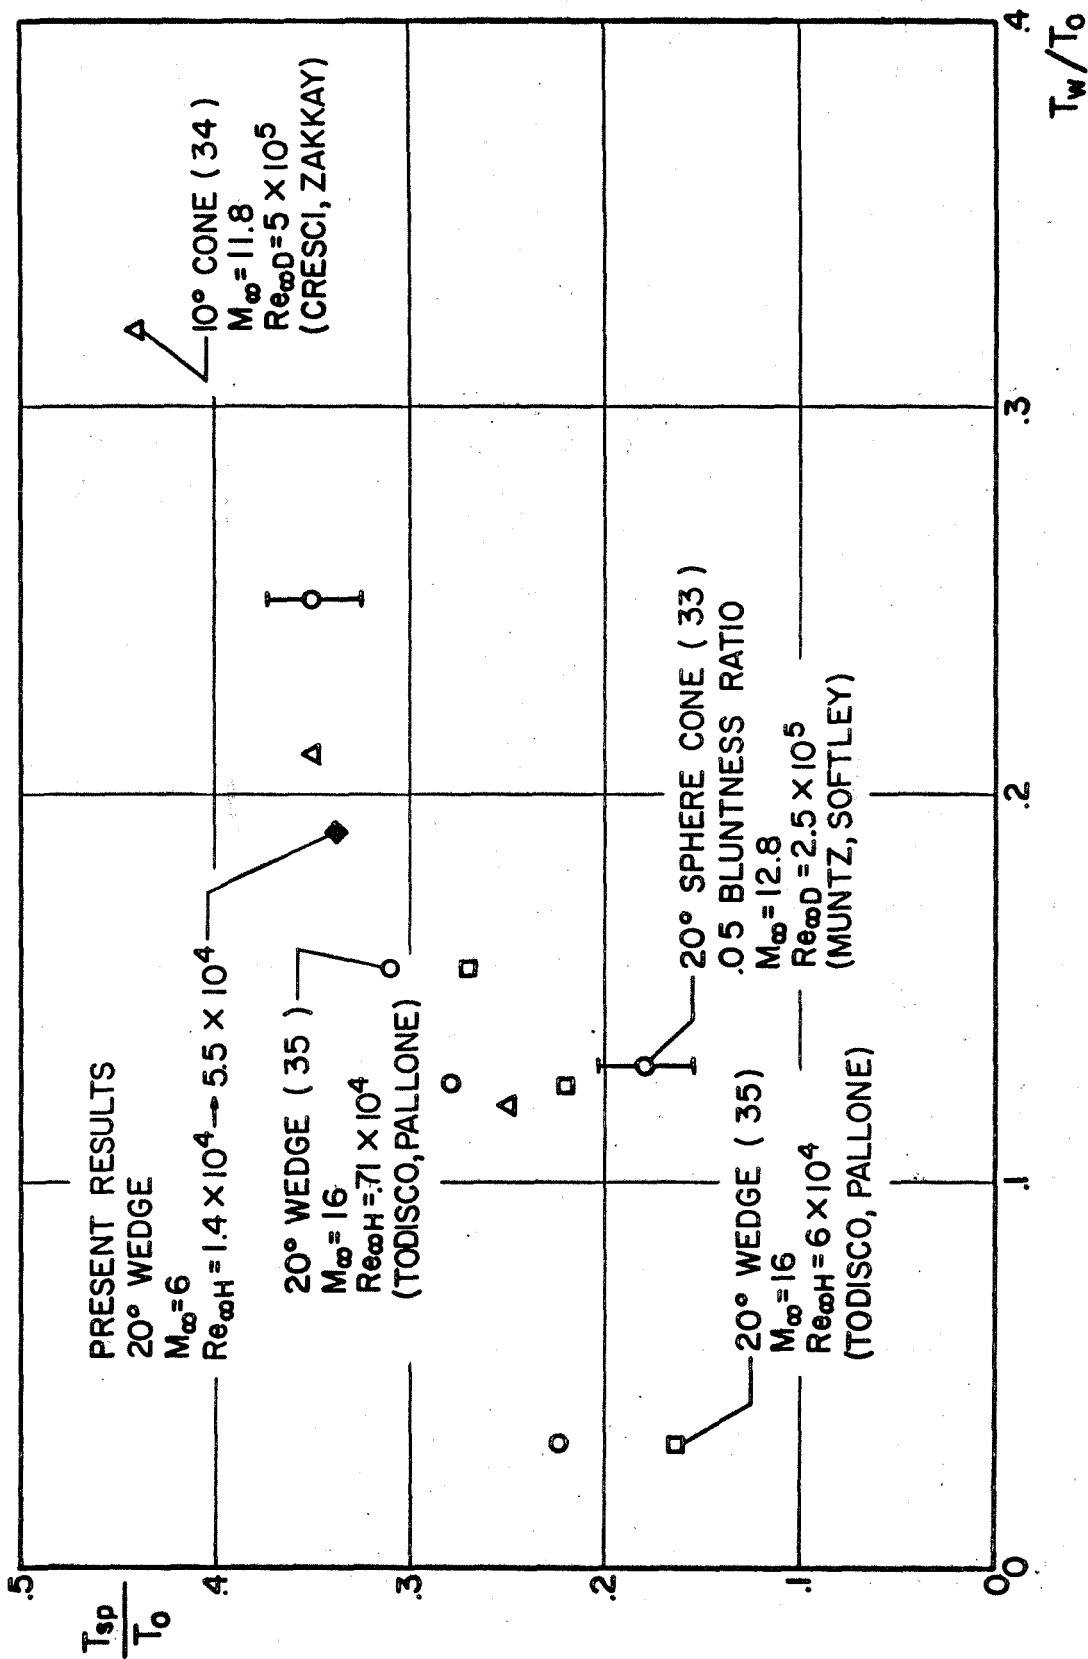 T_sp
T_o
.5
.4
.3
.2
.1
0
0
.1
.2
.3
.4
T_w/T_o
PRESENT RESULTS
20° WEDGE
M∞=6
Re∞H=1.4×10⁴→5.5×10⁴
20° WEDGE (35)
M∞=16
Re∞H=.71×10⁴
(TODISCO,PALLONE)
10° CONE (34)
M∞=11.8
Re∞D=5×10⁵
(CRESCI, ZAKKAY)
20° SPHERE CONE (33)
.05 BLUNTNESS RATIO
M∞=12.8
Re∞D=2.5×10⁵
(MUNTZ, SOFTLEY)
20° WEDGE (35)
M∞=16
Re∞H=6×10⁴
(TODISCO, PALLONE)